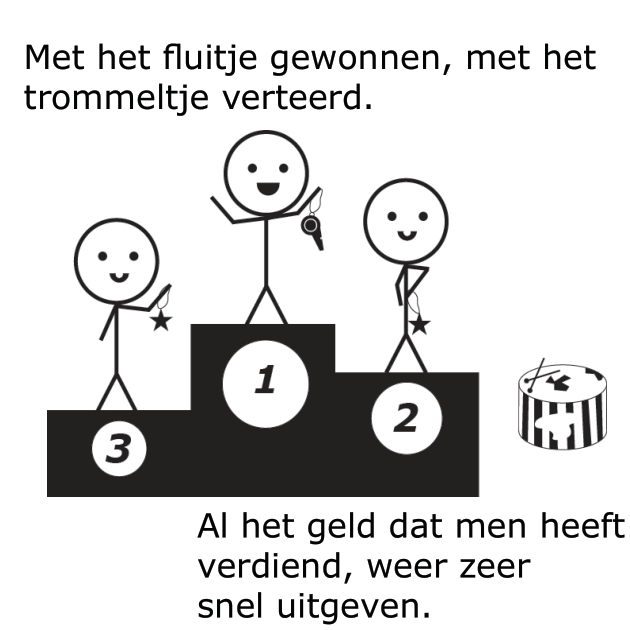 Met het fluitje gewonnen, met het
trommeltje verteerd.
1
2
3
Al het geld dat men heeft
verdiend, weer zeer
snel uitgeven.